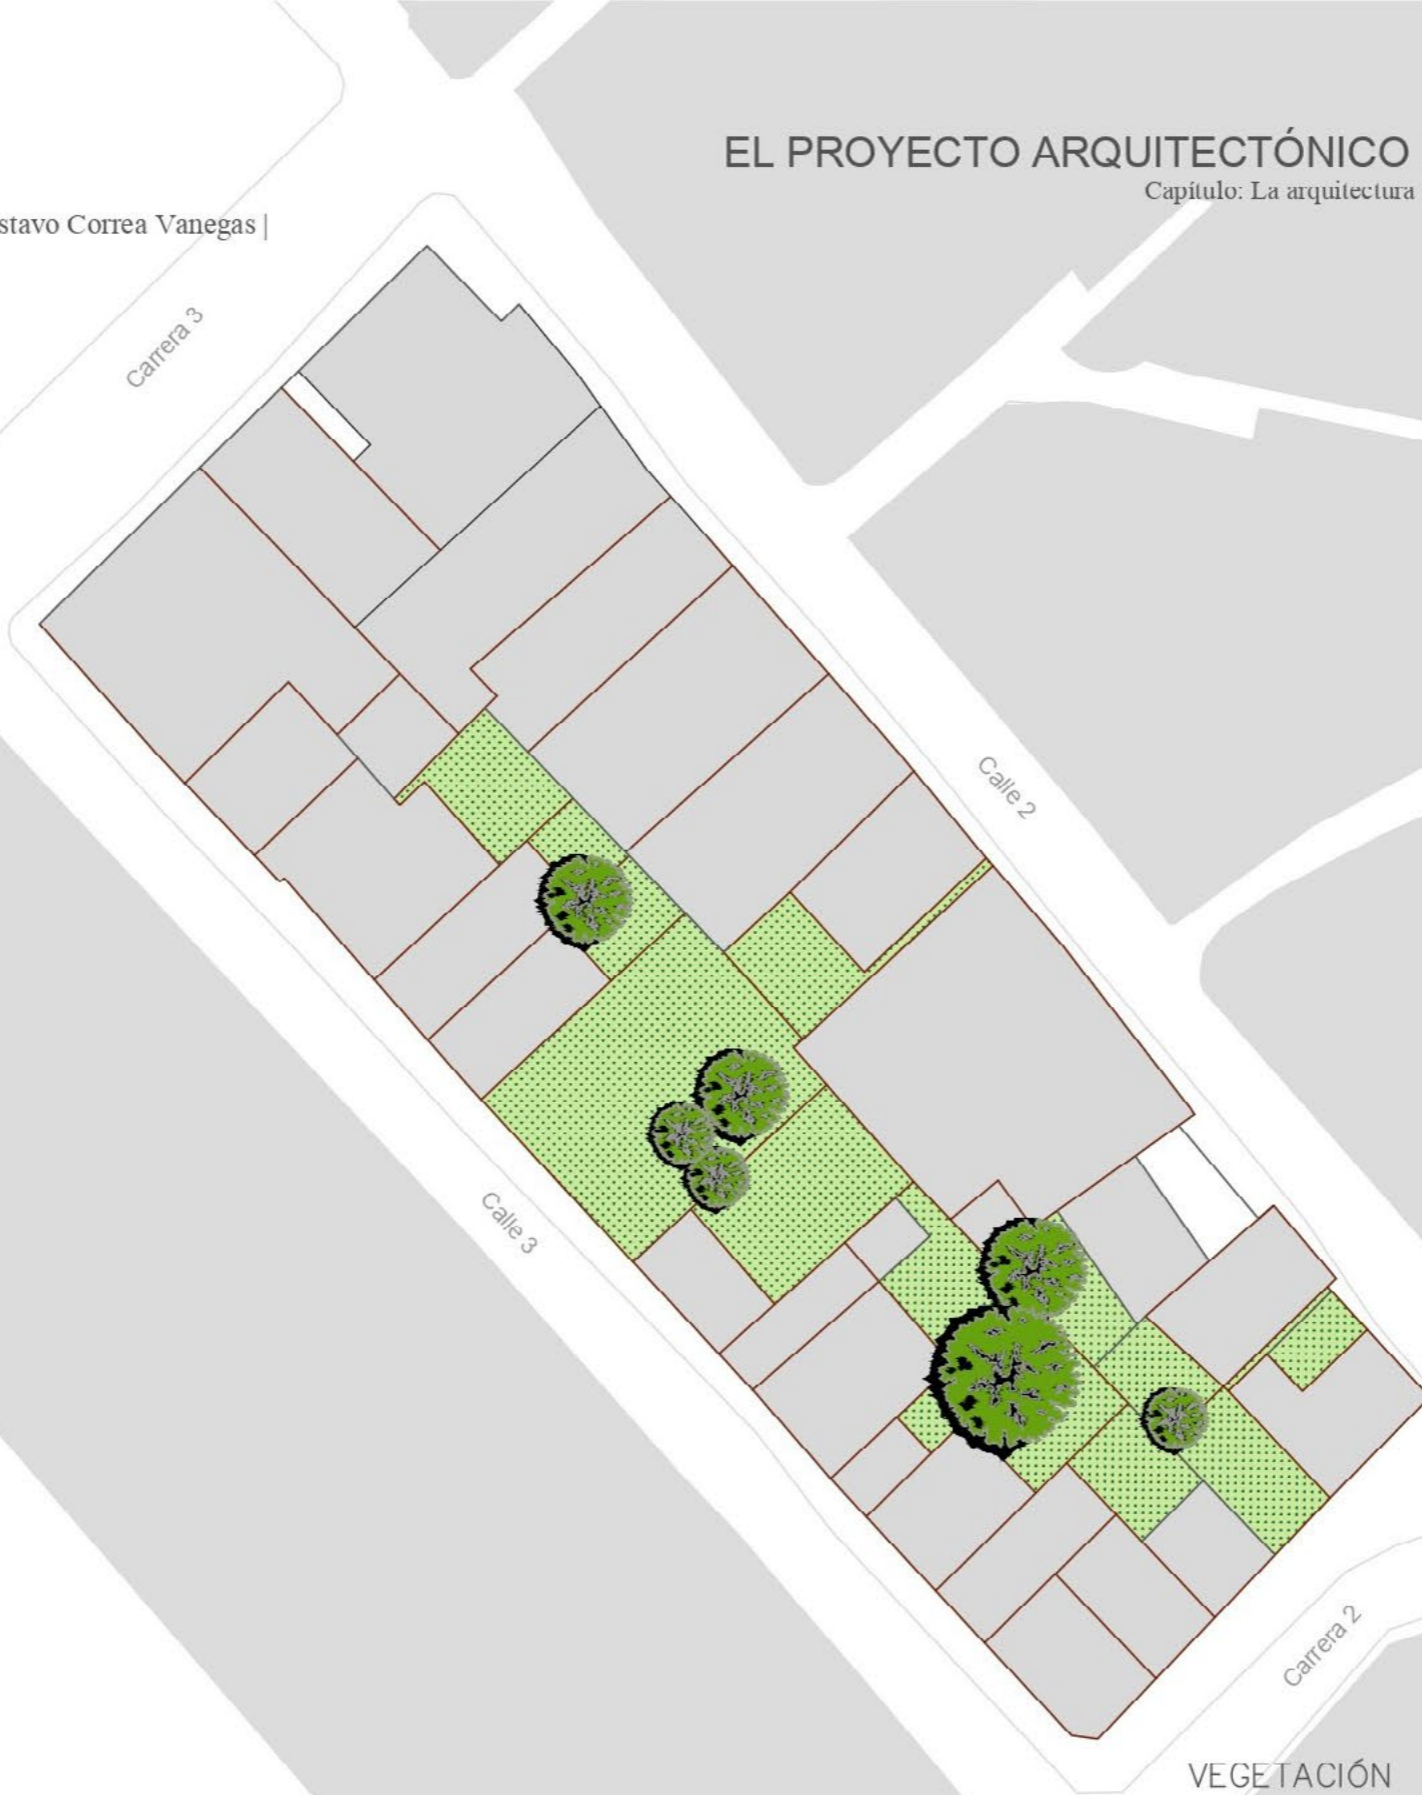 EL PROYECTO ARQUITECTÓNICO
Capítulo: La arquitectura
stavo Correa Vanegas |
Carrera 3
Calle 2
Calle 3
Carrera 2
VEGETACIÓN